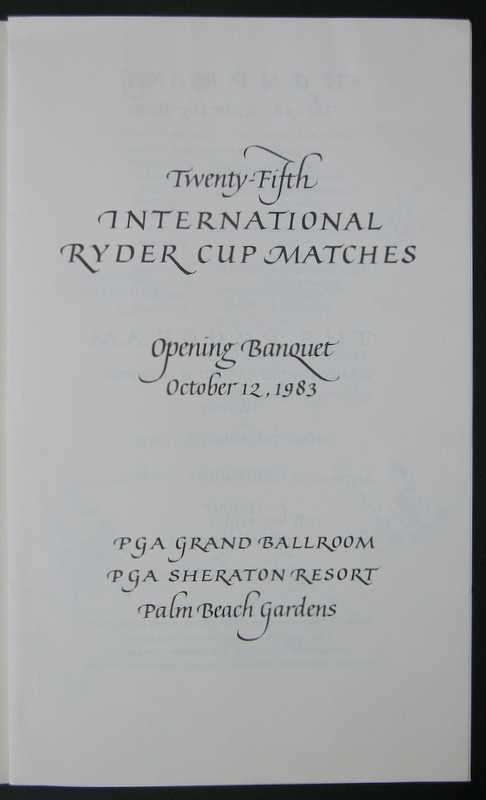 Twenty-Fifth
INTERNATIONAL
RYDER CUP MATCHES
Opening Banquet
October 12, 1983
PGA GRAND BALLROOM
PGA SHERATON RESORT
Palm Beach Gardens